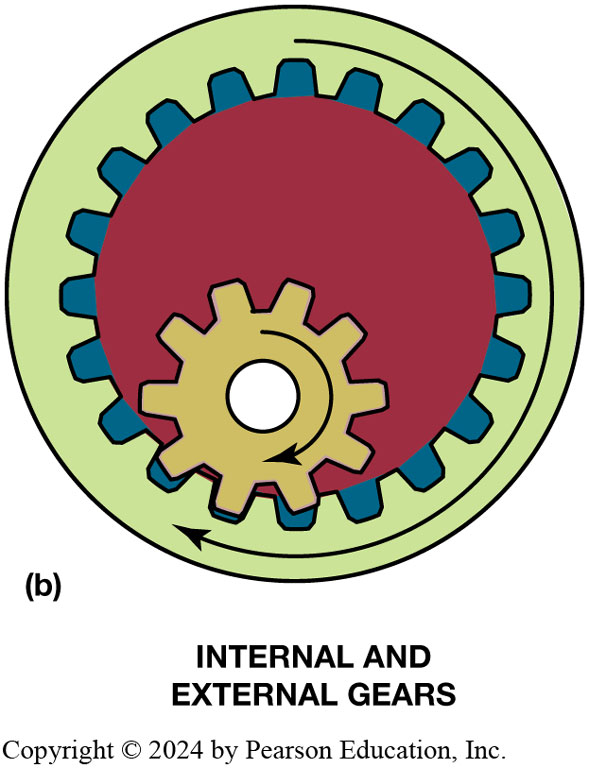 (b)
INTERNAL AND
EXTERNAL GEARS
Copyright © 2024 by Pearson Education, Inc.